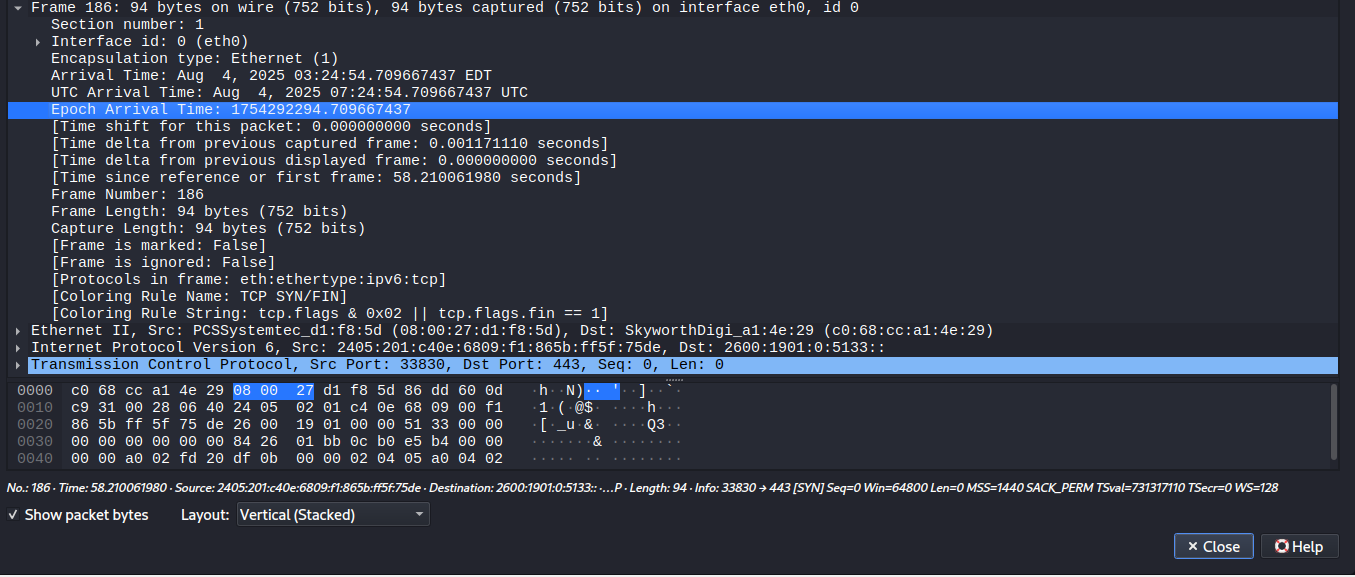 Frame 186: 94 bytes on wire (752 bits), 94 bytes captured (752 bits) on interface eth0, id 0
Section number: 1
Interface id: 0 (eth0)
Encapsulation type: Ethernet (1)
Arrival Time: Aug  4, 2025 03:24:54.709667437 EDT
UTC Arrival Time: Aug  4, 2025 07:24:54.709667437 UTC
Epoch Arrival Time: 1754292294.709667437
[Time shift for this packet: 0.000000000 seconds]
[Time delta from previous captured frame: 0.001171110 seconds]
[Time delta from previous displayed frame: 0.000000000 seconds]
[Time since reference or first frame: 58.210061980 seconds]
Frame Number: 186
Frame Length: 94 bytes (752 bits)
Capture Length: 94 bytes (752 bits)
[Frame is marked: False]
[Frame is ignored: False]
[Protocols in frame: eth:ethertype:ipv6:tcp]
[Coloring Rule Name: TCP SYN/FIN]
[Coloring Rule String: tcp.flags & 0x02 || tcp.flags.fin == 1]
Ethernet II, Src: PCSSystemtec_d1:f8:5d (08:00:27:d1:f8:5d), Dst: SkyworthDigi_a1:4e:29 (c0:68:cc:a1:4e:29)
Internet Protocol Version 6, Src: 2405:201:c40e:6809:f1:865b:ff5f:75de, Dst: 2600:1901:0:5133::
Transmission Control Protocol, Src Port: 33830, Dst Port: 443, Seq: 0, Len: 0
0000 c0 68 cc a1 4e 29 08 00 27 d1 f8 5d 86 dd 60 0d ·h··N)·· '··]··`·
0010 c9 31 00 28 06 40 24 05 02 01 c4 0e 68 09 00 f1 ·1·(·@$· ····h···
0020 86 5b ff 5f 75 de 26 00 19 01 00 00 51 33 00 00 ·[·_u·&· ····Q3··
0030 00 00 00 00 00 00 84 26 01 bb 0c b0 e5 b4 00 00 ·······& ········
0040 00 00 a0 02 fd 20 df 0b 00 00 02 04 05 a0 04 02 ····· ·· ········
No.: 186 · Time: 58.210061980 · Source: 2405:201:c40e:6809:f1:865b:ff5f:75de · Destination: 2600:1901:0:5133:: ·…P · Length: 94 · Info: 33830 → 443 [SYN] Seq=0 Win=64800 Len=0 MSS=1440 SACK_PERM TSval=731317110 TSecr=0 WS=128
Show packet bytes Layout: Vertical (Stacked)
Close Help